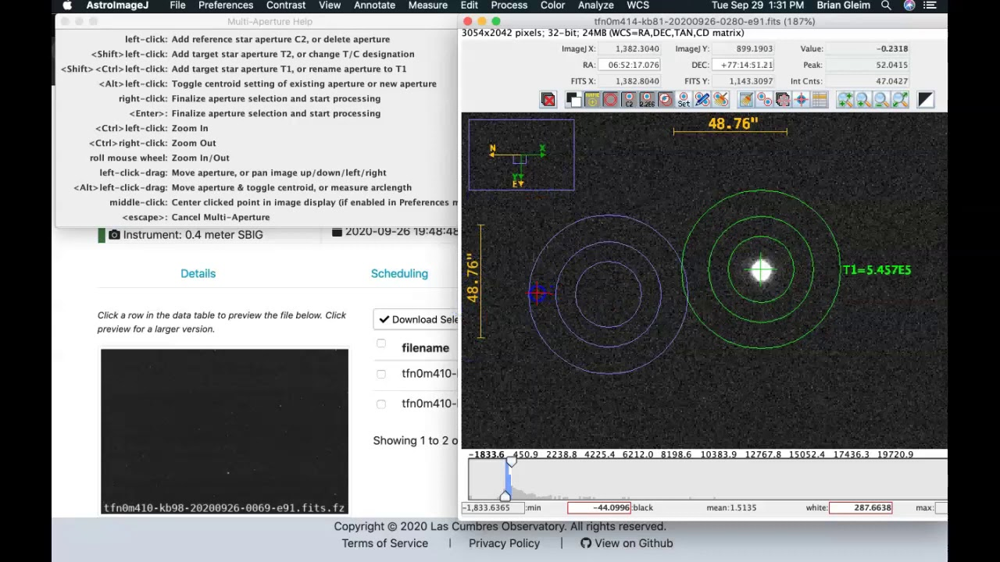 AstroImageJ File Preferences Contrast View Annotate Measure Edit Process Color Analyze WCS Tue Sep 29 1:31 PM Brian Gleim
Multi-Aperture Help
left-click: Add reference star aperture C2, or delete aperture
<Shift>left-click: Add target star aperture T2, or change T/C designation
<Shift> <Ctrl>left-click: Add target star aperture T1, or rename aperture to T1
<Alt>left-click: Toggle centroid setting of existing aperture or new aperture
right-click: Finalize aperture selection and start processing
<Enter>: Finalize aperture selection and start processing
<Ctrl>left-click: Zoom In
<Ctrl>right-click: Zoom Out
roll mouse wheel: Zoom In/Out
left-click-drag: Move aperture, or pan image up/down/left/right
<Alt>left-click-drag: Move aperture & toggle centroid, or measure arclength
middle-click: Center clicked point in image display (if enabled in Preferences m
<escape>: Cancel Multi-Aperture
Instrument: 0.4 meter SBIG
2020-09-26 19:48:48
Details
Scheduling
Click a row in the data table to preview the file below. Click
preview for a larger version.
Download Sele
filename
tfn0m410-
tfn0m410-
Showing 1 to 2 o
tfn0m410-kb98-20200926-0069-e91.fits.fz
tfn0m414-kb81-20200926-0280-e91.fits (187%)
3054x2042 pixels; 32-bit; 24MB (WCS=RA,DEC,TAN,CD matrix)
ImageJ X: 1,382.3040 ImageJ Y: 899.1903 Value: -0.2318
RA: 06:52:17.076 DEC: +77:14:51.21 Peak: 52.0415
FITS X: 1,382.8040 FITS Y: 1,143.3097 Int Cnts: 47.0427
C2 2.2E6 Set
48.76"
N
X
Y
E
48.76"
T1=5.457E5
-1833.6 450.9 2238.8 4225.4 6212.0 8198.6 10383.9 12767.8 15052.4 17436.3 19720.9
-1,833.6365 :min -44.0996 :black mean:1.5135 white: 287.6638 max:
Copyright © 2020 Las Cumbres Observatory. All rights reserved.
Terms of Service | Privacy Policy | View on Github